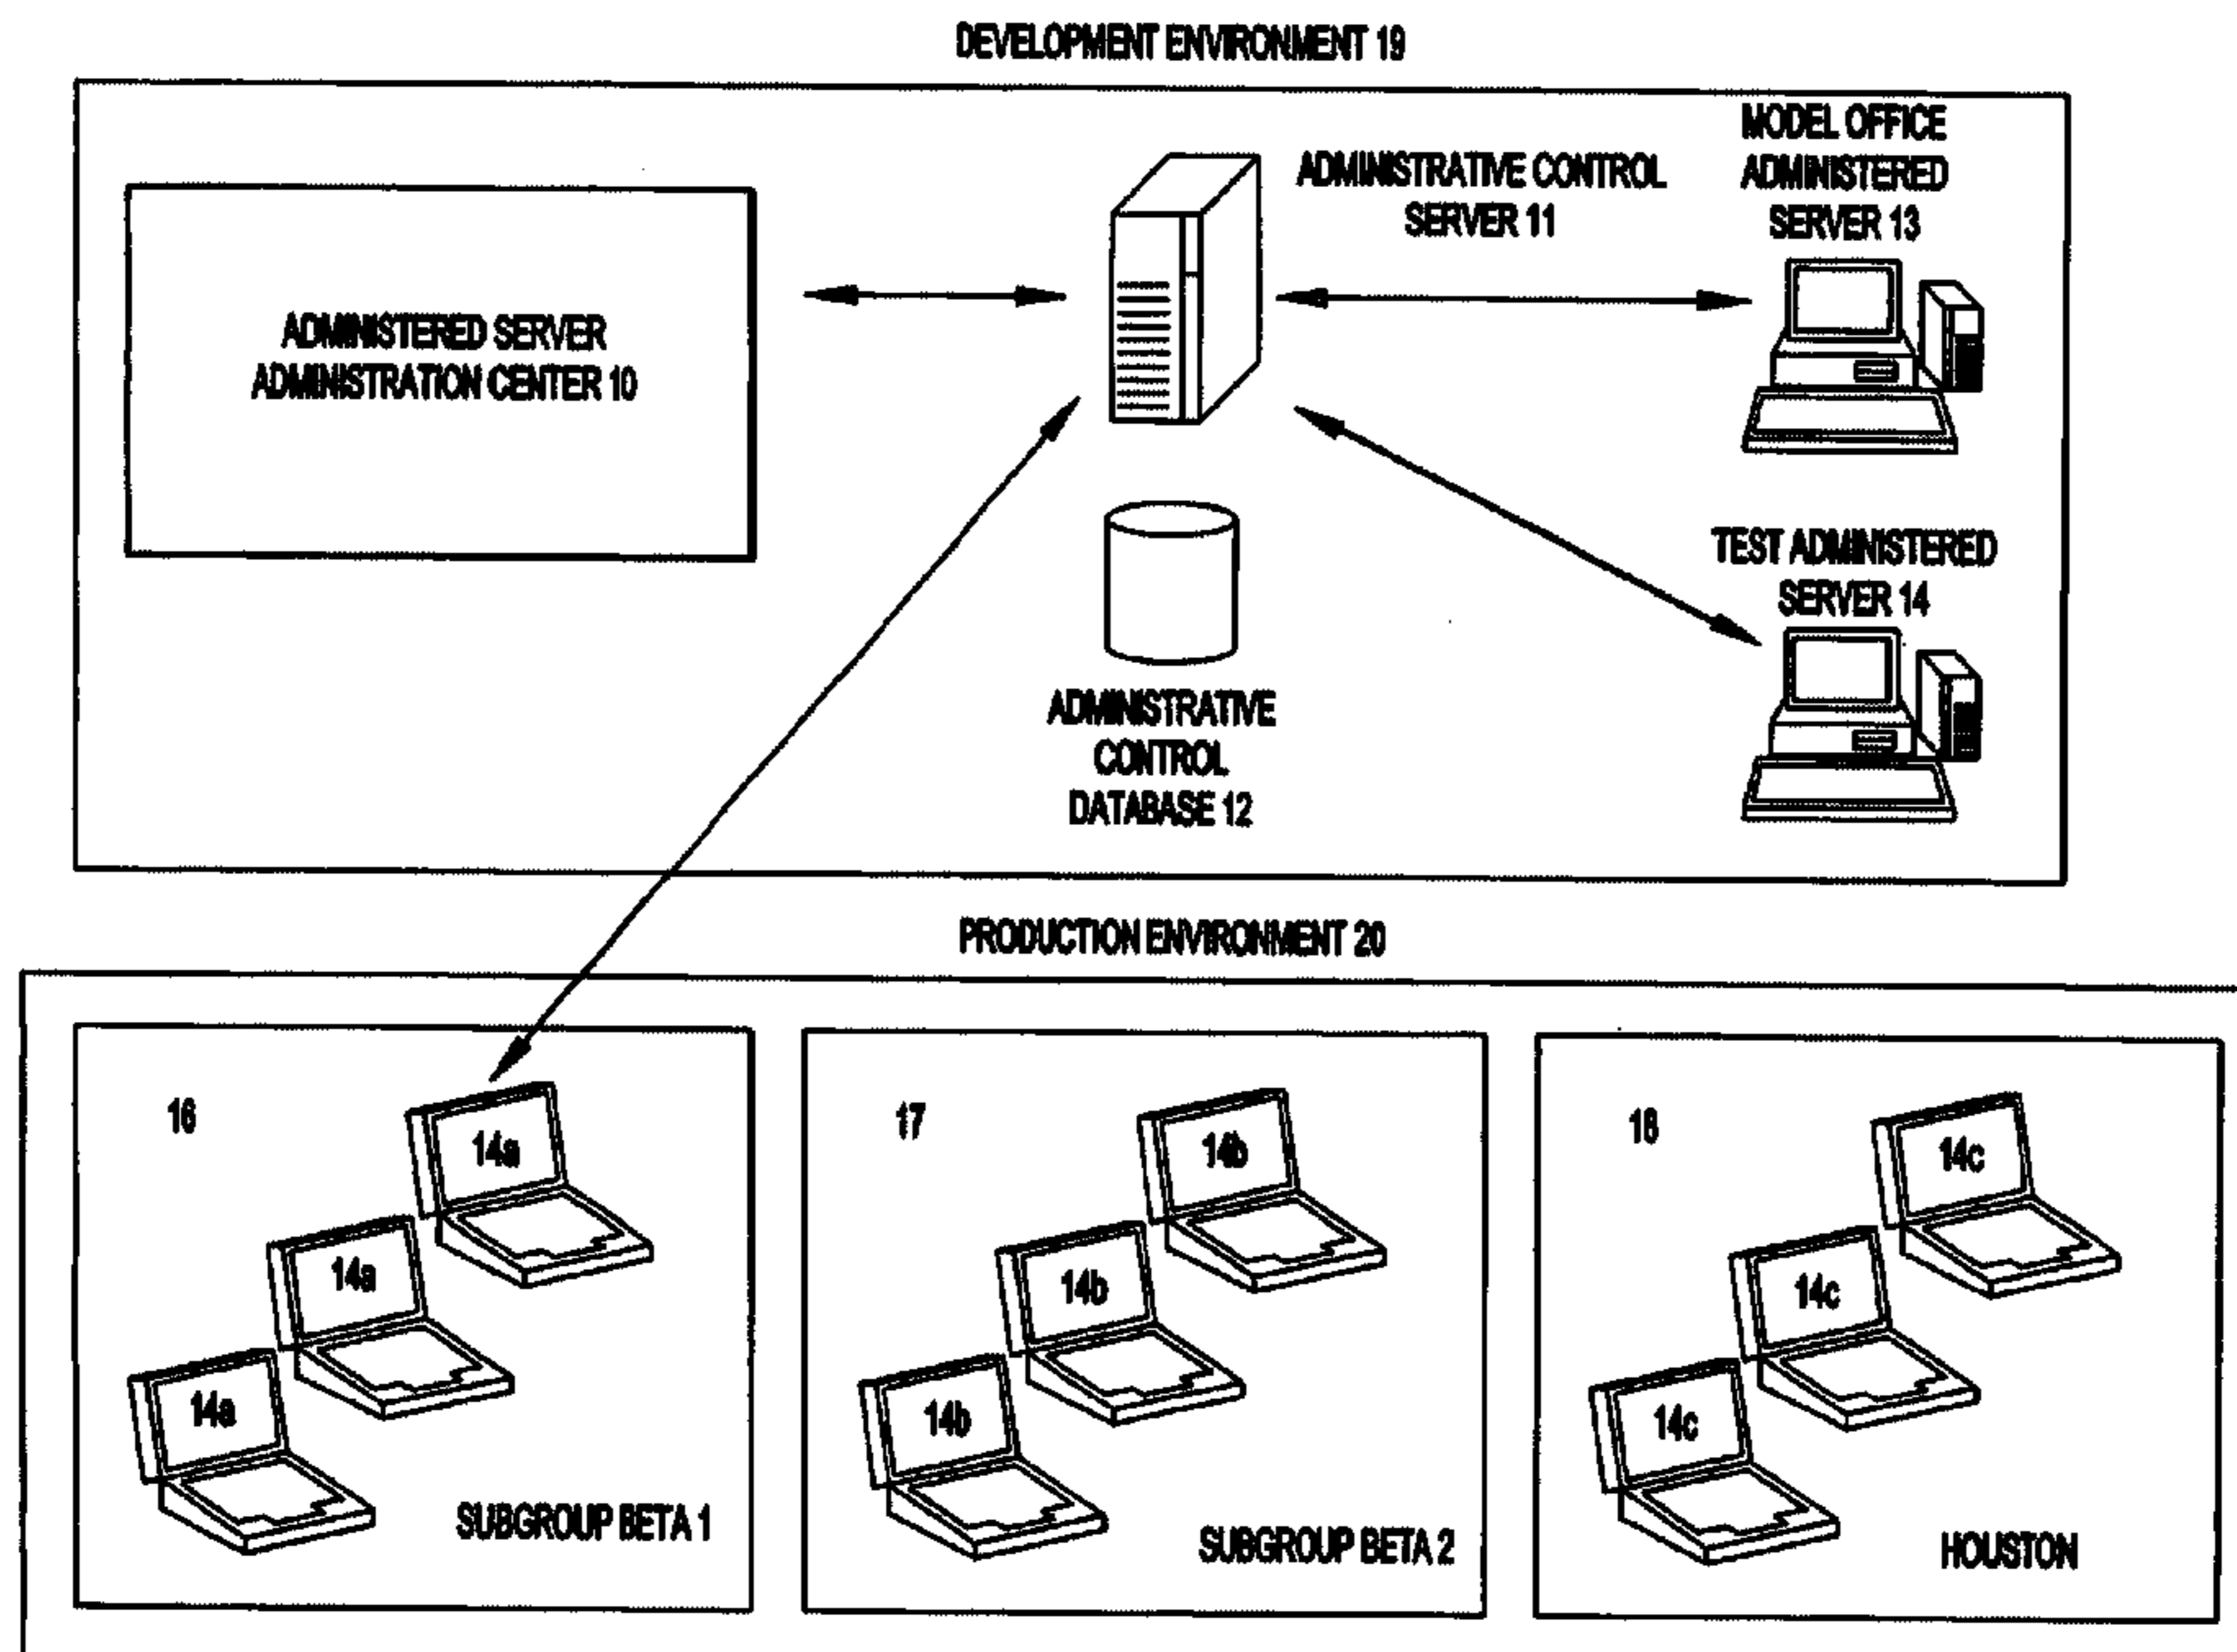 DEVELOPMENT ENVIRONMENT 19
ADMINISTERED SERVER
ADMINISTRATION CENTER 10
ADMINISTRATIVE CONTROL
SERVER 11
MODEL OFFICE
ADMINISTERED
SERVER 13
TEST ADMINISTERED
SERVER 14
ADMINISTRATIVE
CONTROL
DATABASE 12
PRODUCTION ENVIRONMENT 20
16
14a
14a
14a
SUBGROUP BETA 1
17
14b
14b
14b
SUBGROUP BETA 2
18
14c
14c
14c
HOUSTON